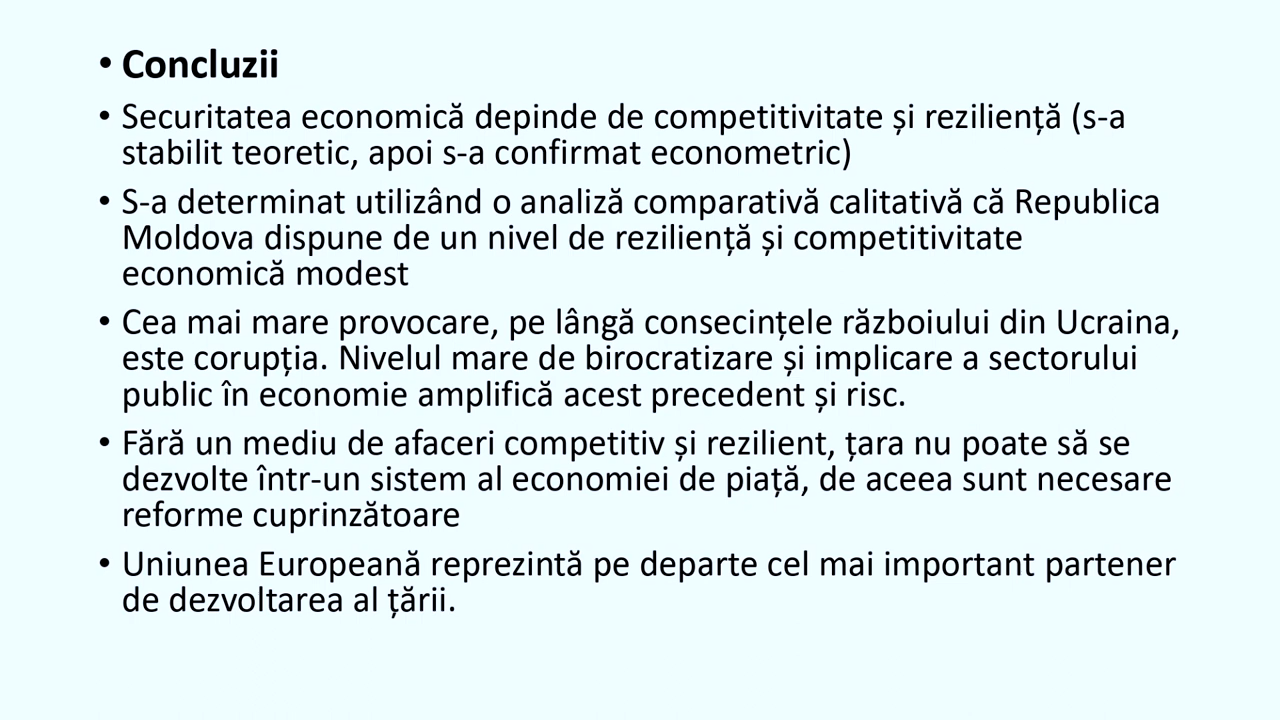 • Concluzii
• Securitatea economică depinde de competitivitate și reziliență (s-a
stabilit teoretic, apoi s-a confirmat econometric)
• S-a determinat utilizând o analiză comparativă calitativă că Republica
Moldova dispune de un nivel de reziliență și competitivitate
economică modest
• Cea mai mare provocare, pe lângă consecințele războiului din Ucraina,
este corupția. Nivelul mare de birocratizare și implicare a sectorului
public în economie amplifică acest precedent și risc.
• Fără un mediu de afaceri competitiv și rezilient, țara nu poate să se
dezvolte într-un sistem al economiei de piață, de aceea sunt necesare
reforme cuprinzătoare
• Uniunea Europeană reprezintă pe departe cel mai important partener
de dezvoltarea al țării.